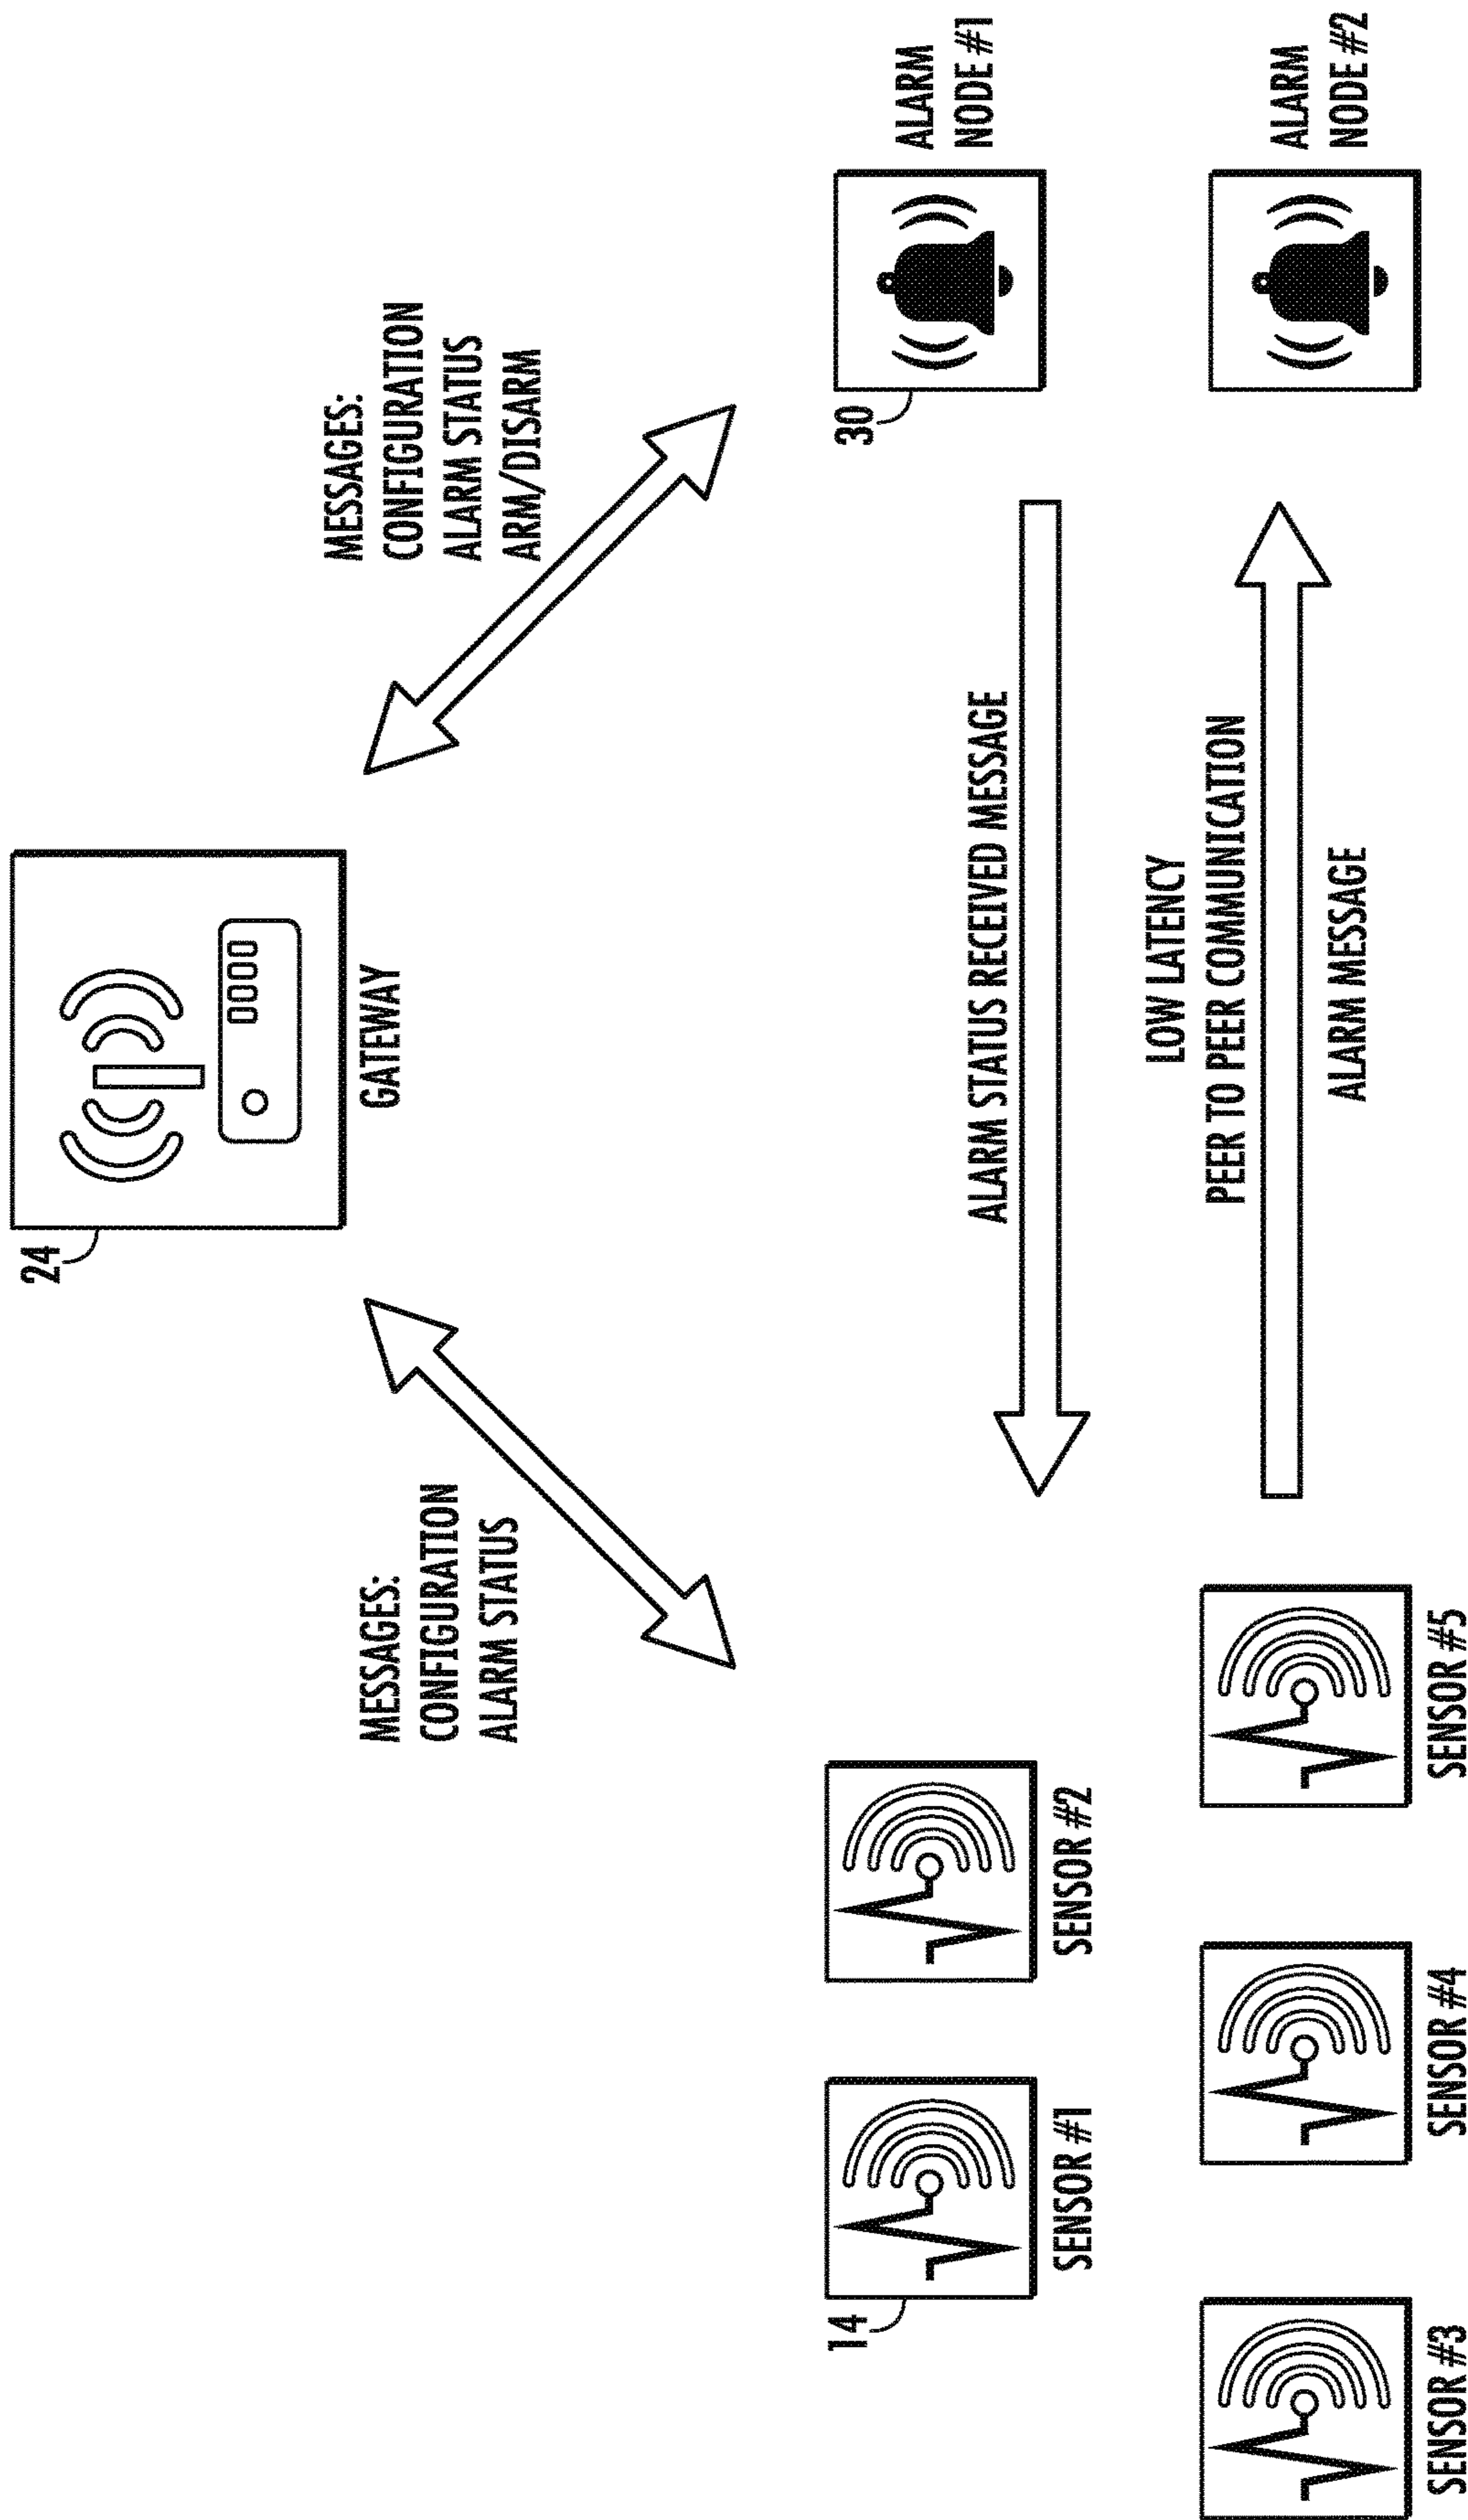 24
GATEWAY
MESSAGES:
CONFIGURATION
ALARM STATUS
MESSAGES:
CONFIGURATION
ALARM STATUS
ARM/DISARM
14
SENSOR #1
SENSOR #2
SENSOR #3
SENSOR #4
SENSOR #5
ALARM STATUS RECEIVED MESSAGE
LOW LATENCY
PEER TO PEER COMMUNICATION
ALARM MESSAGE
30
ALARM
NODE #1
ALARM
NODE #2